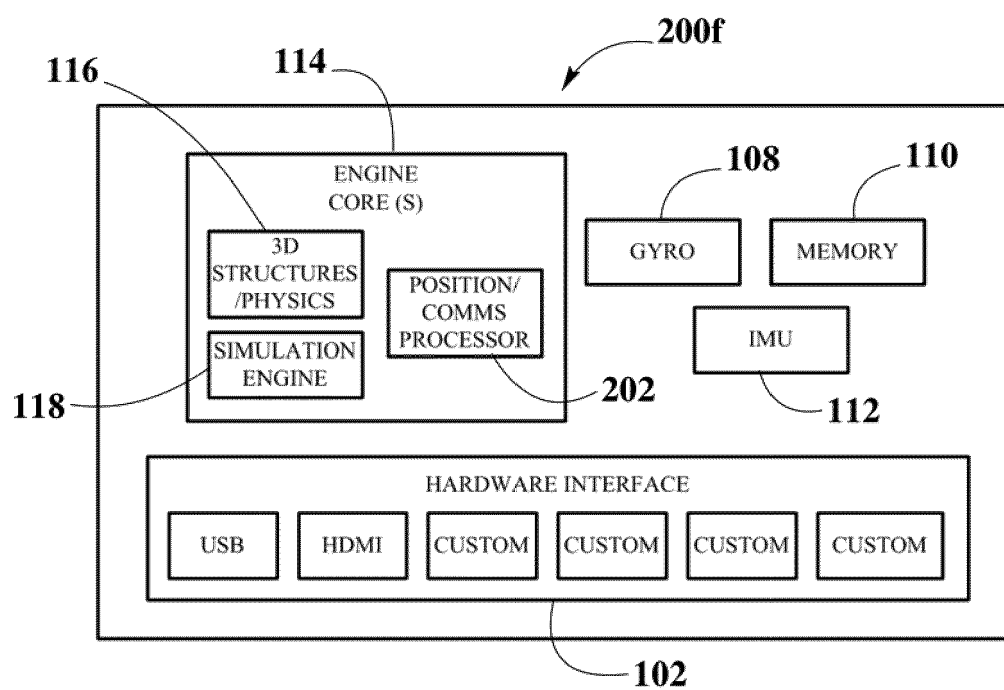 200f
114
116
ENGINE
CORE (S)
108
110
3D
STRUCTURES
/PHYSICS
GYRO
MEMORY
POSITION/
COMMS
PROCESSOR
SIMULATION
ENGINE
IMU
118
202
112
HARDWARE INTERFACE
USB
HDMI
CUSTOM
CUSTOM
CUSTOM
CUSTOM
102